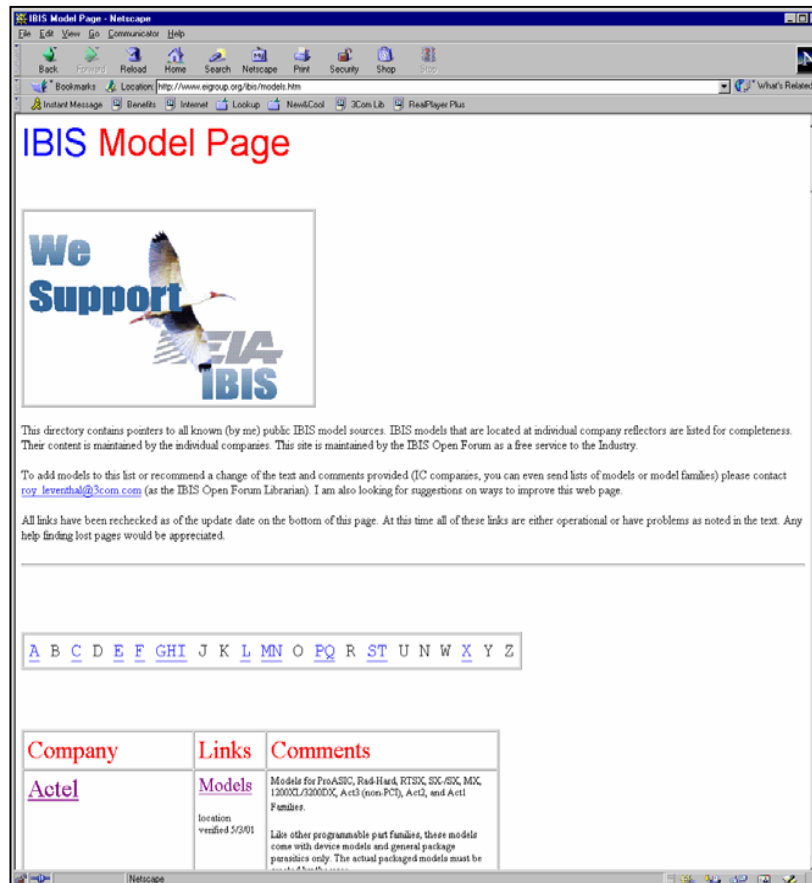 IBIS Model Page - Netscape
File Edit View Go Communicator Help
Back Forward Reload Home Search Netscape Print Security Shop Stop
Bookmarks Location: http://www.eigroup.org/ibis/models.htm What's Related
Instant Message Benefits Internet Lookup New&Cool 3Com Lib RealPlayer Plus
IBIS Model Page
We
Support
EIA
IBIS
This directory contains pointers to all known (by me) public IBIS model sources. IBIS models that are located at individual company reflectors are listed for completeness.
Their content is maintained by the individual companies. This site is maintained by the IBIS Open Forum as a free service to the Industry.
To add models to this list or recommend a change of the text and comments provided (IC companies, you can even send lists of models or model families) please contact
roy_leventhal@3com.com (as the IBIS Open Forum Librarian). I am also looking for suggestions on ways to improve this web page.
All links have been rechecked as of the update date on the bottom of this page. At this time all of these links are either operational or have problems as noted in the text. Any
help finding lost pages would be appreciated.
A B C D E F GHI J K L MN O PQ R ST U N W X Y Z
Company Links Comments
Actel
Models
location
verified 5/3/01
Models for ProASIC, Rad-Hard, RTSX, SX-/SX, MX,
1200XL/3200DX, Act3 (non-PCI), Act2, and Act1
Families.
Like other programmable part families, these models
come with device models and general package
parasitics only. The actual packaged models must be
Netscape